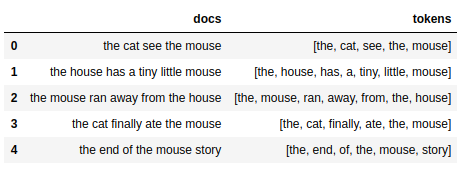 docs tokens
0 the cat see the mouse [the, cat, see, the, mouse]
1 the house has a tiny little mouse [the, house, has, a, tiny, little, mouse]
2 the mouse ran away from the house [the, mouse, ran, away, from, the, house]
3 the cat finally ate the mouse [the, cat, finally, ate, the, mouse]
4 the end of the mouse story [the, end, of, the, mouse, story]